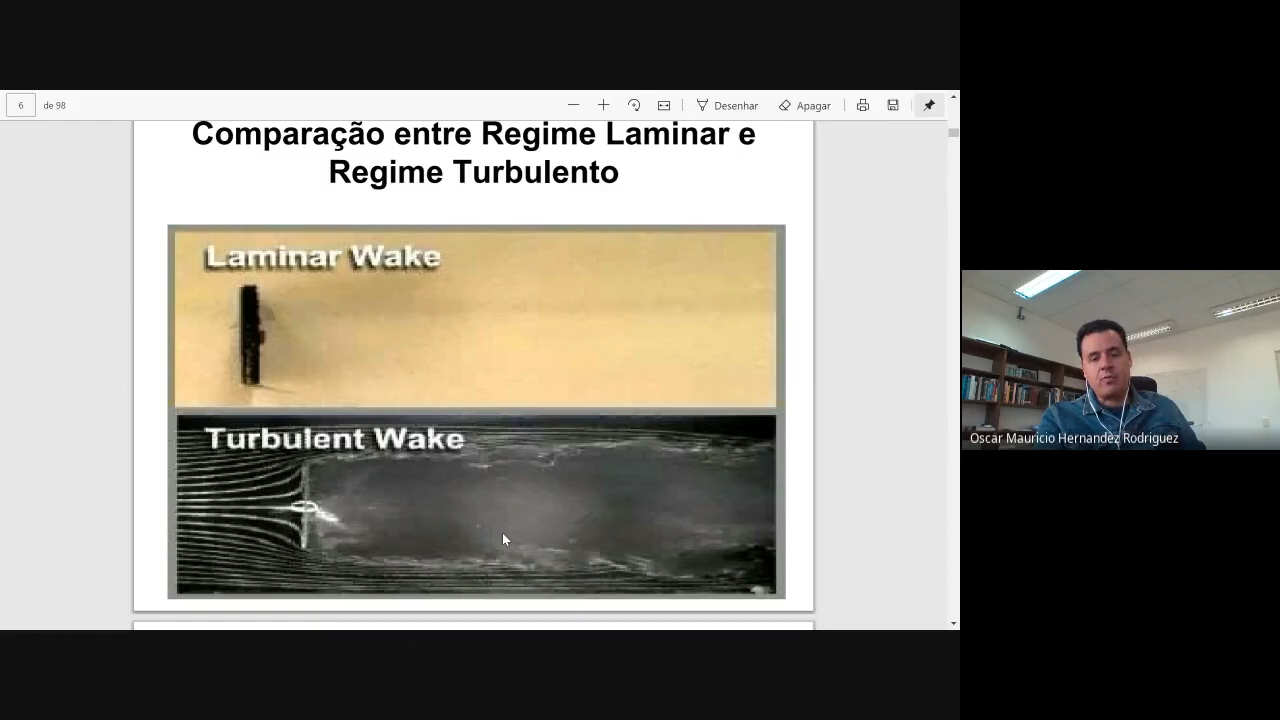 6 de 98
Desenhar
Apagar
Comparação entre Regime Laminar e
Regime Turbulento
Laminar Wake
Turbulent Wake
Oscar Mauricio Hernandez Rodriguez